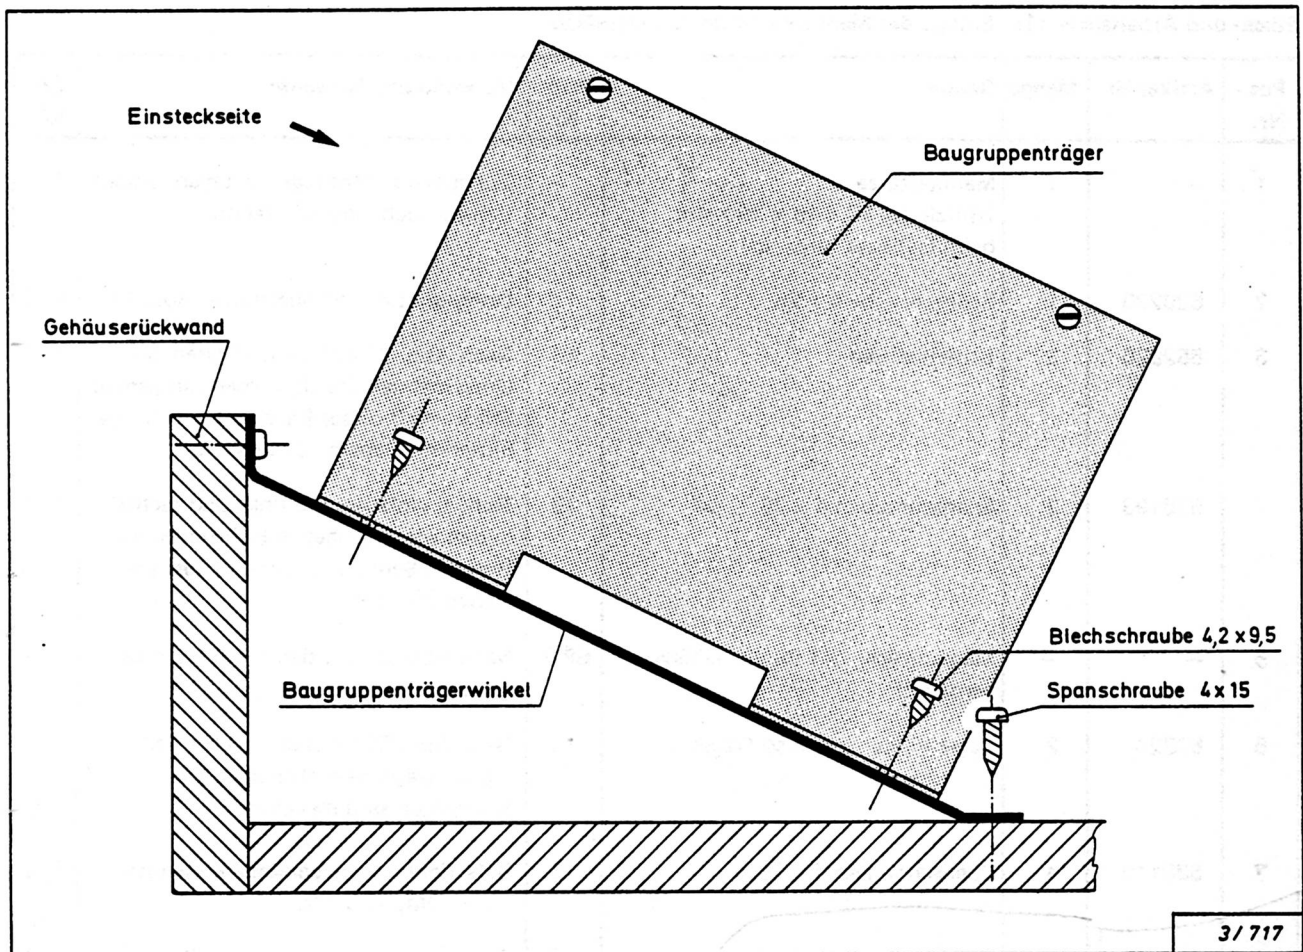 Einsteckseite
Baugruppenträger
Gehäuserückwand
Blechschraube 4,2 x 9,5
Baugruppenträgerwinkel
Spanschraube 4 x 15
3/717